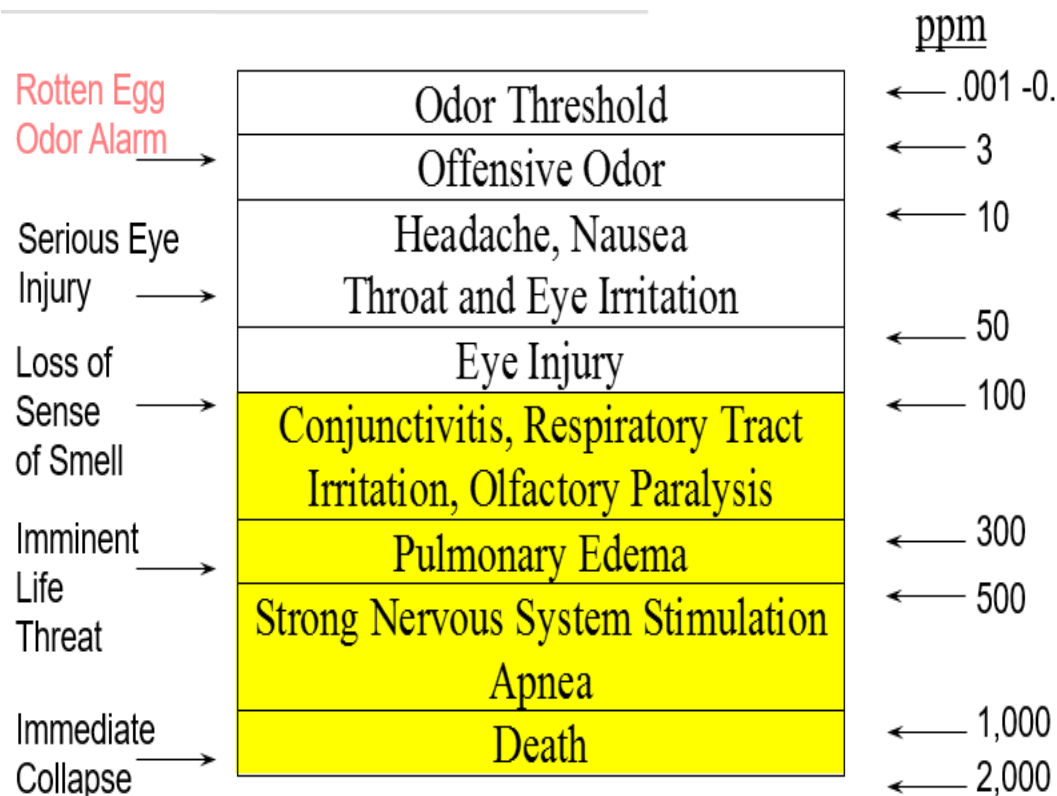 ppm
Rotten Egg
Odor Alarm
Odor Threshold
.001 -0.
Offensive Odor
3
Serious Eye
Injury
Headache, Nausea
Throat and Eye Irritation
10
Eye Injury
50
Loss of
Sense
of Smell
Conjunctivitis, Respiratory Tract
Irritation, Olfactory Paralysis
100
Imminent
Life
Threat
Pulmonary Edema
300
Strong Nervous System Stimulation
Apnea
500
Immediate
Collapse
Death
1,000
2,000